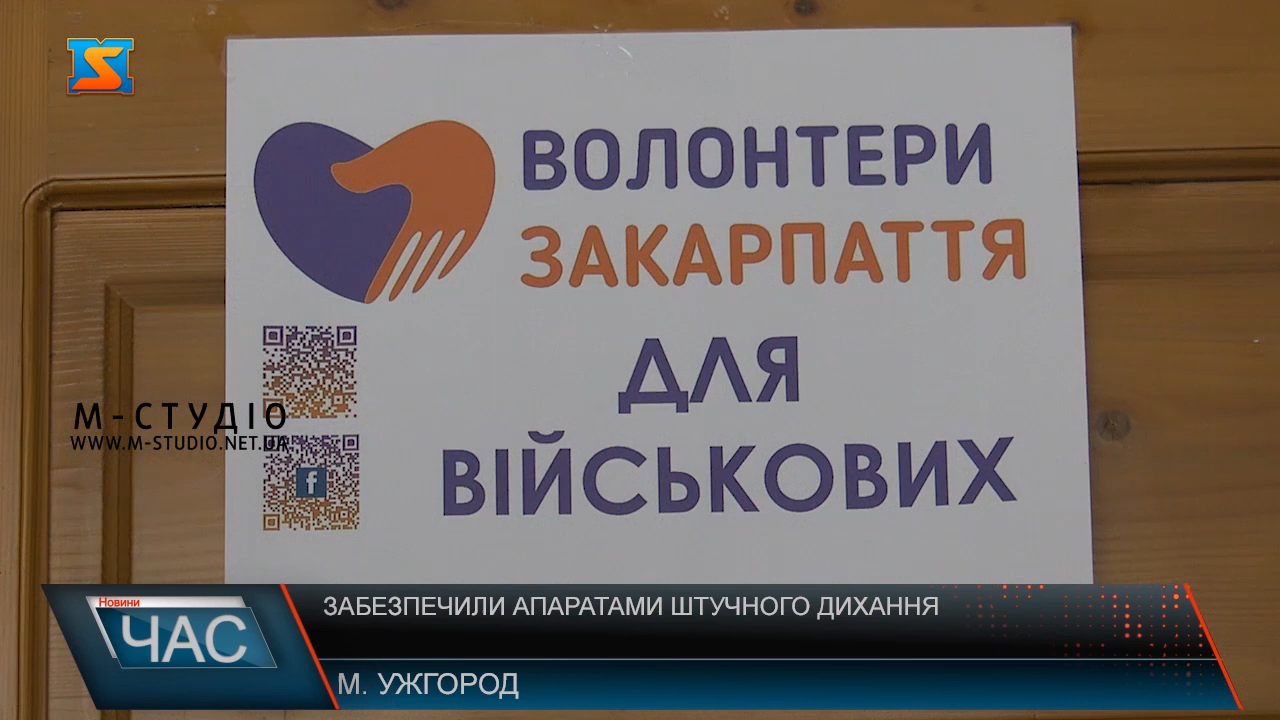 ВОЛОНТЕРИ
ЗАКАРПАТТЯ
ДЛЯ
ВІЙСЬКОВИХ
М-СТУДІО
WWW.M-STUDIO.NET.UA
Новини
ЧАС
ЗАБЕЗПЕЧИЛИ АПАРАТАМИ ШТУЧНОГО ДИХАННЯ
М. УЖГОРОД